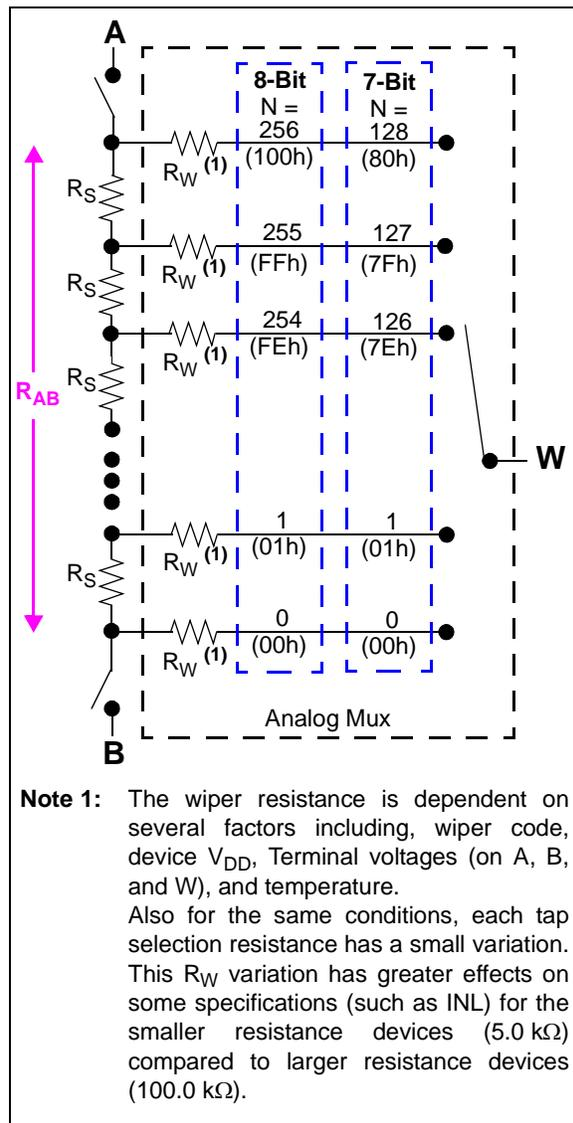 A
8-Bit
N =
7-Bit
N =
256
(100h)
128
(80h)
RS
RW (1)
255
(FFh)
127
(7Fh)
RS
RW (1)
254
(FEh)
126
(7Eh)
RS
RW (1)
RAB
W
1
(01h)
1
(01h)
RS
RW (1)
0
(00h)
0
(00h)
RW (1)
Analog Mux
B
Note 1: The wiper resistance is dependent on
several factors including, wiper code,
device VDD, Terminal voltages (on A, B,
and W), and temperature.
Also for the same conditions, each tap
selection resistance has a small variation.
This RW variation has greater effects on
some specifications (such as INL) for the
smaller resistance devices (5.0 kΩ)
compared to larger resistance devices
(100.0 kΩ).